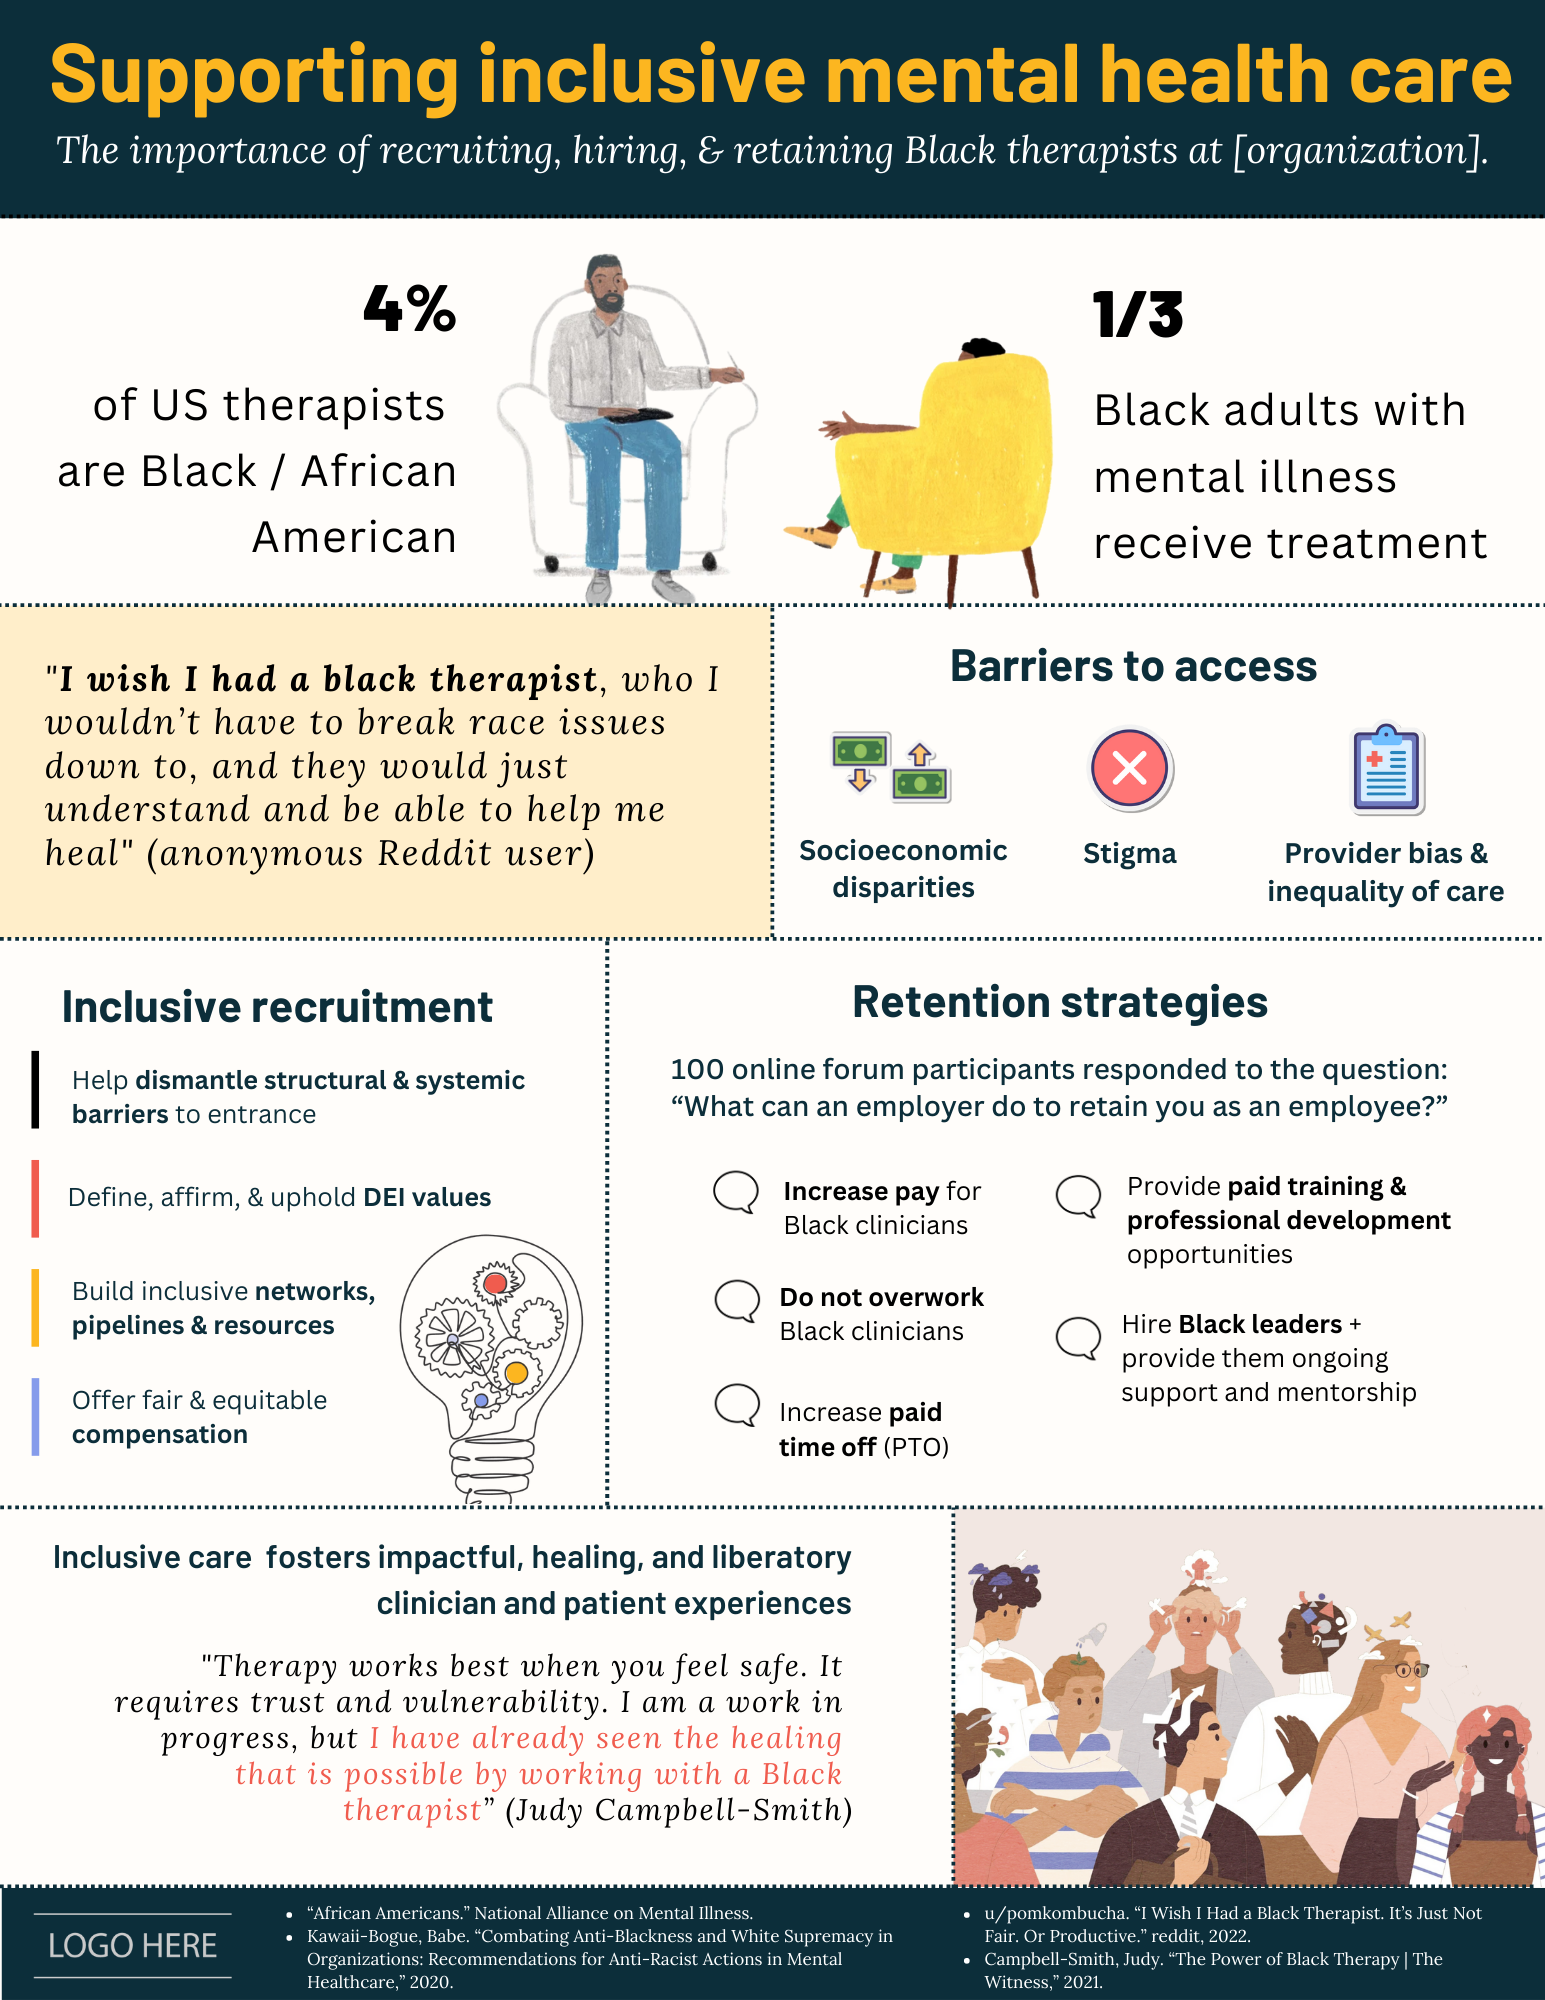 Supporting inclusive mental health care
The importance of recruiting, hiring, & retaining Black therapists at [organization].
4%
of US therapists
are Black / African
American
1/3
Black adults with
mental illness
receive treatment
"I wish I had a black therapist, who I
wouldn’t have to break race issues
down to, and they would just
understand and be able to help me
heal" (anonymous Reddit user)
Barriers to access
Socioeconomic
disparities
Stigma
Provider bias &
inequality of care
Inclusive recruitment
Help dismantle structural & systemic
barriers to entrance
Define, affirm, & uphold DEI values
Build inclusive networks,
pipelines & resources
Offer fair & equitable
compensation
Retention strategies
100 online forum participants responded to the question:
“What can an employer do to retain you as an employee?”
Increase pay for
Black clinicians
Do not overwork
Black clinicians
Increase paid
time off (PTO)
Provide paid training &
professional development
opportunities
Hire Black leaders +
provide them ongoing
support and mentorship
Inclusive care  fosters impactful, healing, and liberatory
clinician and patient experiences
"Therapy works best when you feel safe. It
requires trust and vulnerability. I am a work in
progress, but I have already seen the healing
that is possible by working with a Black
therapist” (Judy Campbell-Smith)
LOGO HERE
• “African Americans.” National Alliance on Mental Illness.
• Kawaii-Bogue, Babe. “Combating Anti-Blackness and White Supremacy in
Organizations: Recommendations for Anti-Racist Actions in Mental
Healthcare,” 2020.
• u/pomkombucha. “I Wish I Had a Black Therapist. It’s Just Not
Fair. Or Productive.” reddit, 2022.
• Campbell-Smith, Judy. “The Power of Black Therapy | The
Witness,” 2021.